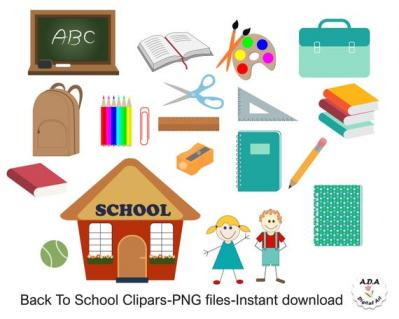 ABC
SCHOOL
Back To School Clipars-PNG files-Instant download
A.D.A
Digital Art